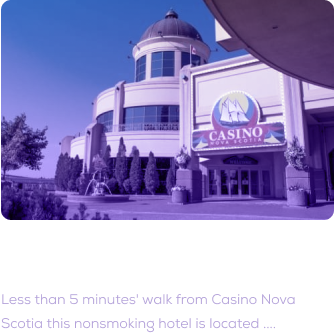 CASINO
NOVA SCOTIA
Less than 5 minutes' walk from Casino Nova
Scotia this nonsmoking hotel is located ....